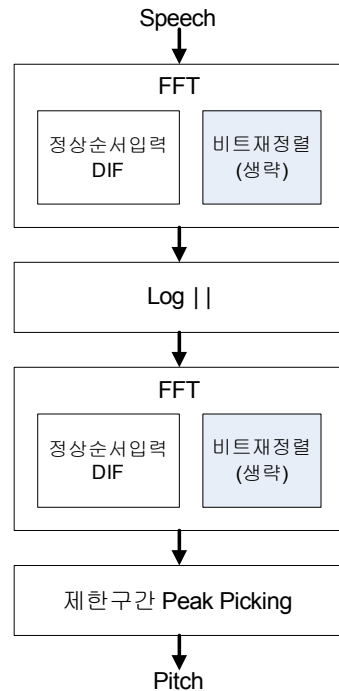 Speech
FFT
정상순서입력
DIF
비트재정렬
(생략)
Log | |
FFT
정상순서입력
DIF
비트재정렬
(생략)
제한구간 Peak Picking
Pitch